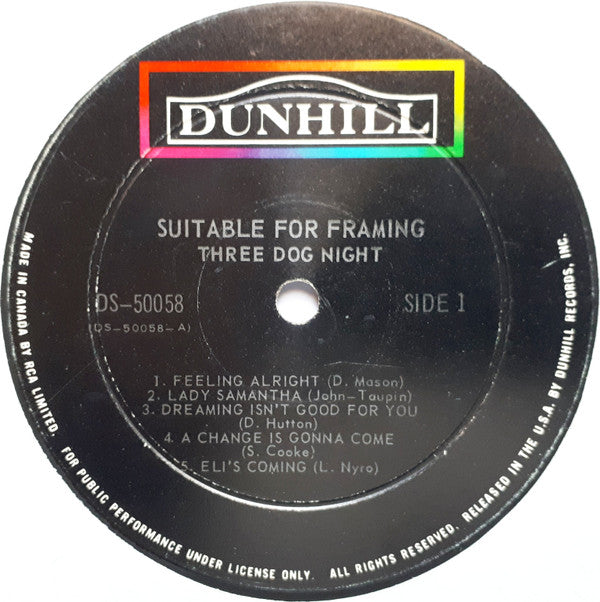 DUNHILL
SUITABLE FOR FRAMING
THREE DOG NIGHT
DS-50058
SIDE 1
(DS-50058-A)
1. FEELING ALRIGHT (D. Mason)
2. LADY SAMANTHA (John-Taupin)
3. DREAMING ISN'T GOOD FOR YOU
(D. Hutton)
4. A CHANGE IS GONNA COME
(S. Cooke)
5. ELI'S COMING (L. Nyro)
MADE IN CANADA BY RCA LIMITED. FOR PUBLIC PERFORMANCE UNDER LICENSE ONLY. ALL RIGHTS RESERVED. RELEASED IN THE U.S.A. BY DUNHILL RECORDS, INC.